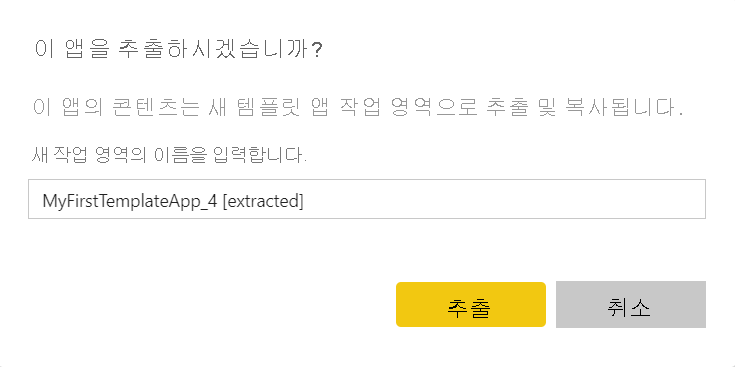 이 앱을 추출하시겠습니까?
이 앱의 콘텐츠는 새 템플릿 앱 작업 영역으로 추출 및 복사됩니다.
새 작업 영역의 이름을 입력합니다.
MyFirstTemplateApp_4 [extracted]
추출 취소